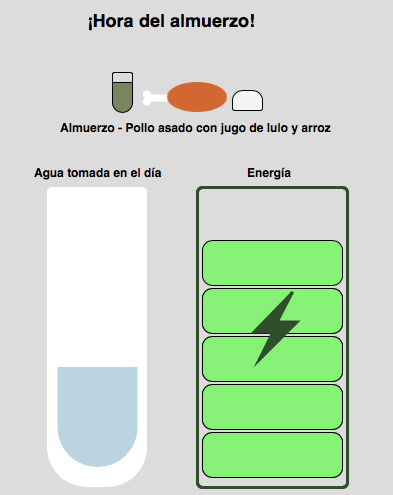 ¡Hora del almuerzo!
Almuerzo - Pollo asado con jugo de lulo y arroz
Agua tomada en el día
Energía